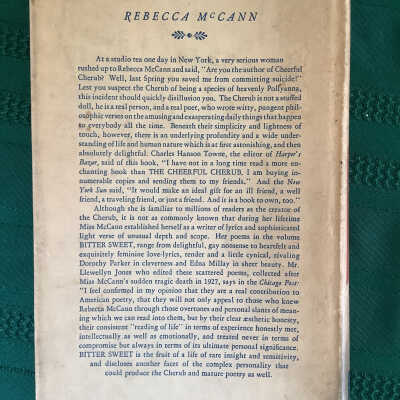 REBECCA McCANN
At a studio tea one day in New York, a very serious woman
rushed up to Rebecca McCann and said, "Are you the author of Cheerful
Cherub? Well, last Spring you saved me from committing suicide!"
Lest you suspect the Cherub of being a species of heavenly Pollyanna,
this incident should quickly disillusion you. The Cherub is not a stuffed
doll, he is a real person, and a real poet, who wrote witty, pungent phil-
osophic verses on the amusing and exasperating daily things that happen
to everybody all the time. Beneath their simplicity and lightness of
touch, however, there is an underlying profundity and a wide under-
standing of life and human nature which is at first astonishing, and then
absolutely delightful. Charles Hanson Towne, the editor of Harper's
Bazar, said of this book, "I have not in a long time read a more en-
chanting book than THE CHEERFUL CHERUB, I am buying in-
numerable copies and sending them to my friends." And the New
York Sun said, "It would make an ideal gift for an ill friend, a well
friend, a traveling friend, or just a friend. And it is a book to own, too."
Although she is familiar to millions of readers as the creator of
the Cherub, it is not as commonly known that during her lifetime
Miss McCann established herself as a writer of lyrics and sophisticated
light verse of unusual depth and scope. Her poems in the volume
BITTER SWEET, range from delightful, gay nonsense to heartfelt and
exquisitely feminine love-lyrics, tender and a little cynical, rivaling
Dorothy Parker in cleverness and Edna Millay in sheer beauty. Mr.
Llewellyn Jones who edited these scattered poems, collected after
Miss McCann's sudden tragic death in 1927, says in the Chicago Post:
"I feel confirmed in my opinion that they are a real contribution to
American poetry, that they will not only appeal to those who knew
Rebecca McCann through those overtones and personal slants of mean-
ing which we can read into them, but by their clear aesthetic honesty,
their consistent "reading of life" in terms of experience honestly met,
intellectually as well as emotionally, and treated never in terms of
compromise but always in terms of its ultimate personal significance.
BITTER SWEET is the fruit of a life of rare insight and sensitivity,
and discloses another faces of the complex personality that
could produce the Cherub and mature poetry as well.